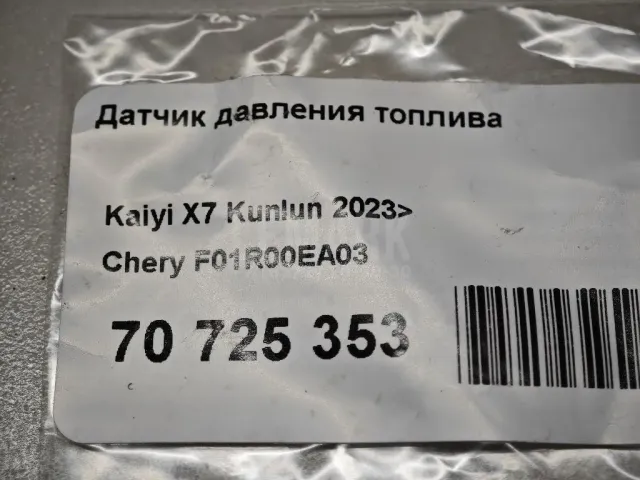 Датчик давления топлива
Kaiyi X7 Kunlun 2023>
Chery F01R00EA03
70 725 353